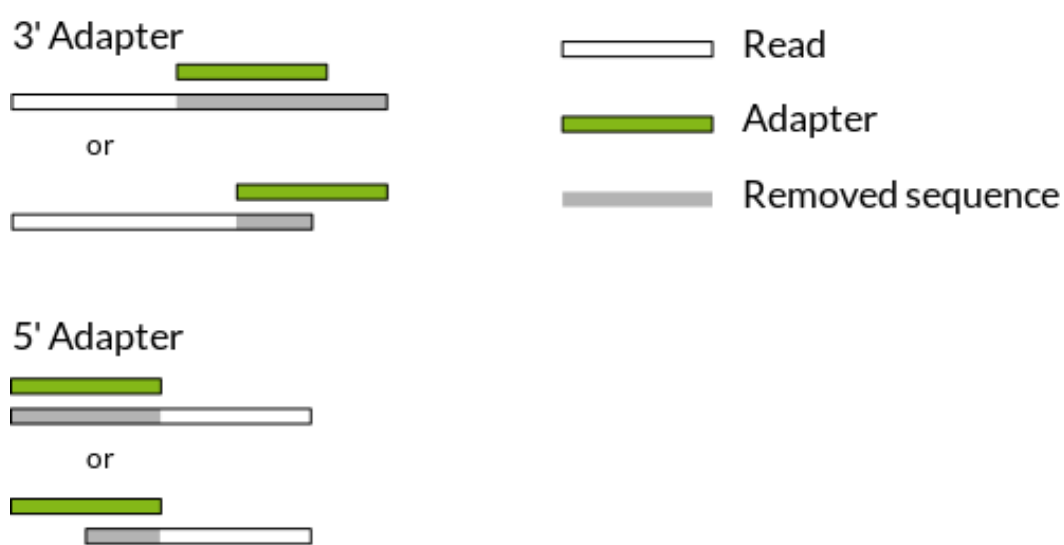 3' Adapter
or
5' Adapter
or
Read
Adapter
Removed sequence